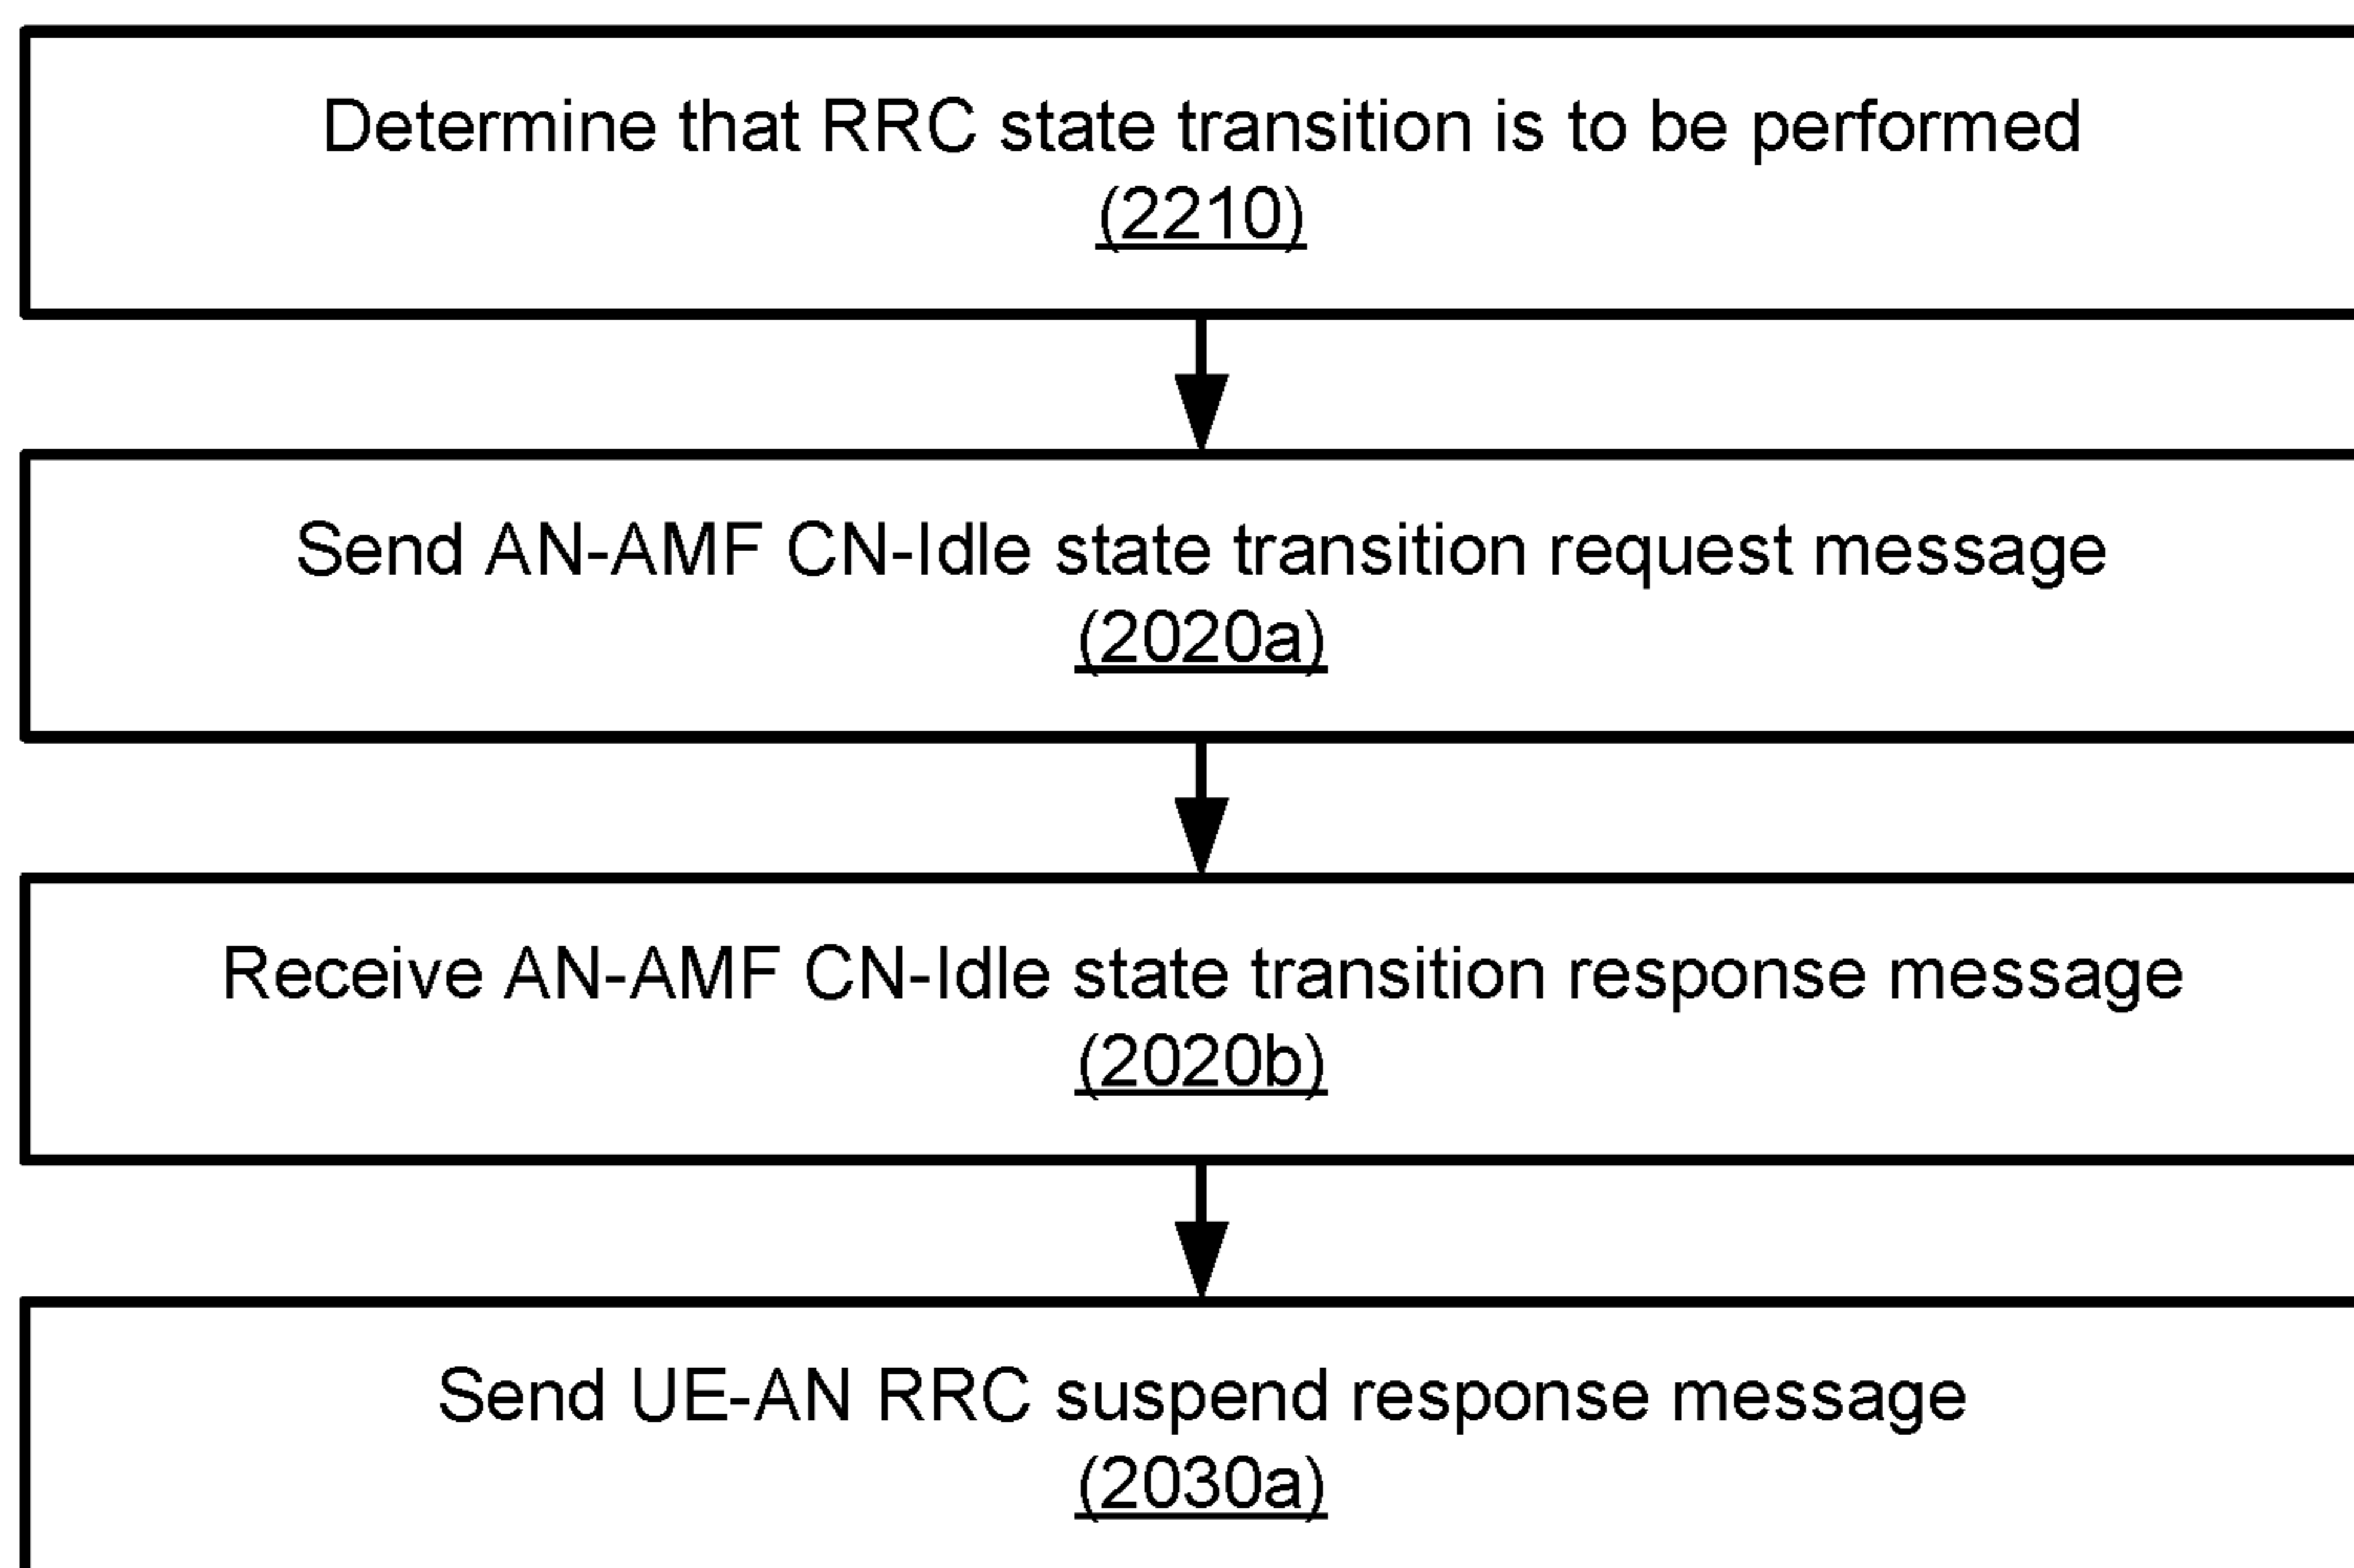 Determine that RRC state transition is to be performed
(2210)
Send AN-AMF CN-Idle state transition request message
(2020a)
Receive AN-AMF CN-Idle state transition response message
(2020b)
Send UE-AN RRC suspend response message
(2030a)